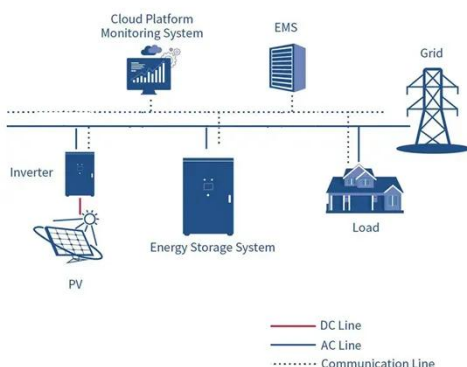 Cloud Platform
Monitoring System
EMS
Grid
Inverter
Energy Storage System
Load
PV
DC Line
AC Line
Communication Line